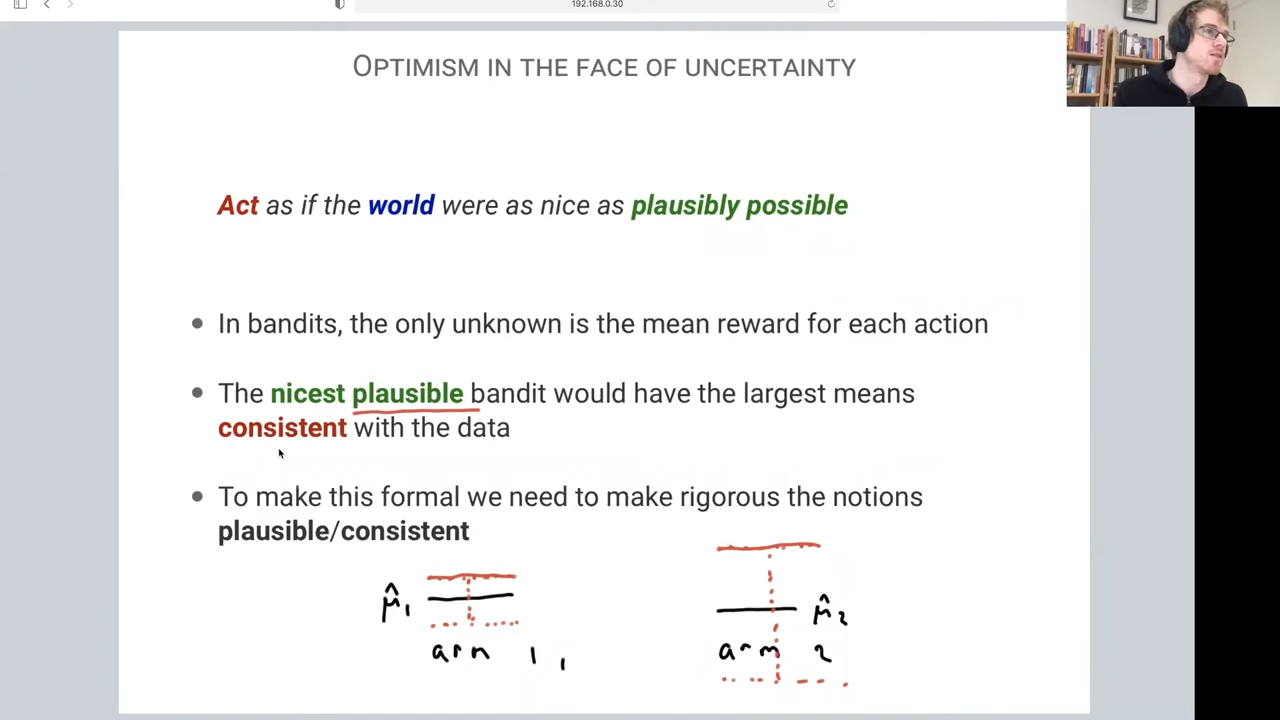 192.168.0.30
OPTIMISM IN THE FACE OF UNCERTAINTY
Act as if the world were as nice as plausibly possible
• In bandits, the only unknown is the mean reward for each action
• The nicest plausible bandit would have the largest means
consistent with the data
• To make this formal we need to make rigorous the notions
plausible/consistent
μ̂₁
μ̂₂
arm 1
arm 2